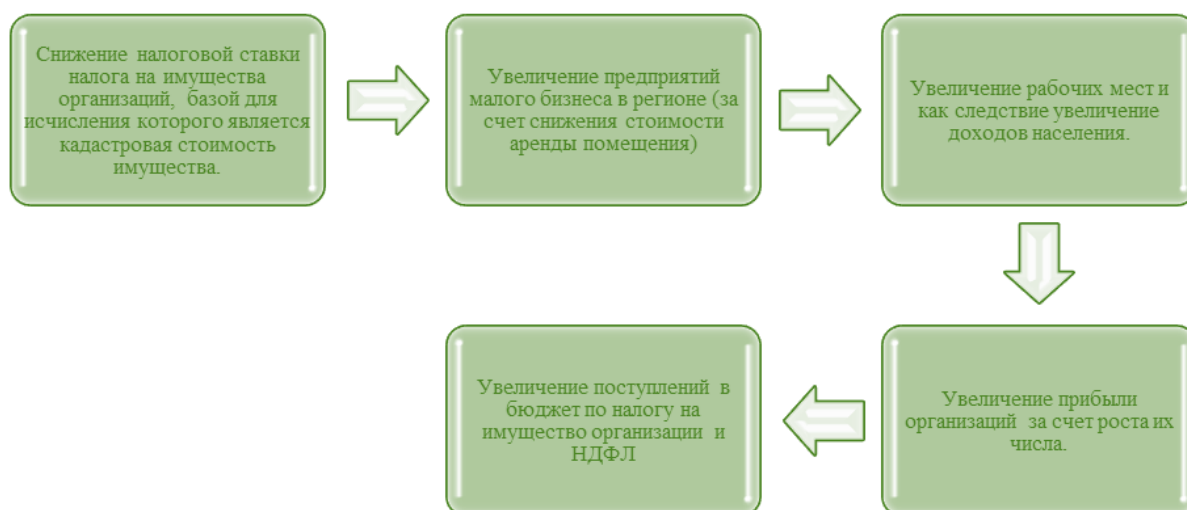 Снижение налоговой ставки
налога на имущества
организаций, базой для
исчисления которого является
кадастровая стоимость
имущества.
Увеличение предприятий
малого бизнеса в регионе (за
счет снижения стоимости
аренды помещения)
Увеличение рабочих мест и
как следствие увеличение
доходов населения.
Увеличение прибыли
организаций за счет роста их
числа.
Увеличение поступлений в
бюджет по налогу на
имущество организации и
НДФЛ